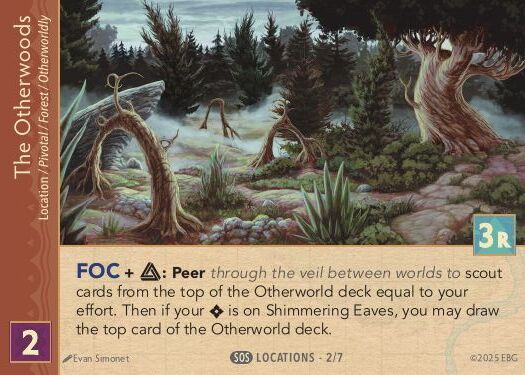 The Otherwoods
Location / Pivotal / Forest / Otherworldly
3R
FOC + : Peer through the veil between worlds to scout
cards from the top of the Otherworld deck equal to your
effort. Then if your is on Shimmering Eaves, you may draw
the top card of the Otherworld deck.
2
Evan Simonet
SOS LOCATIONS - 2/7
©2025 EBG